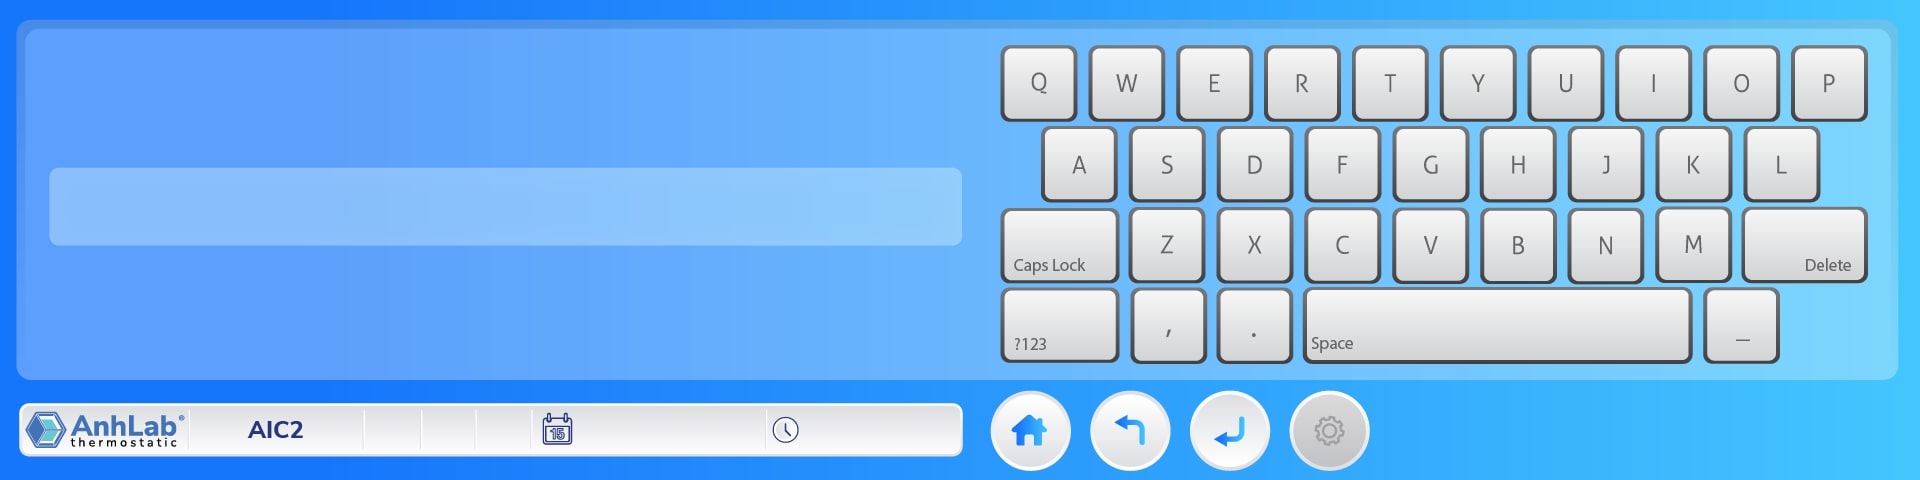 Q W E R T Y U I O P
A S D F G H J K L
Caps Lock Z X C V B N M Delete
?123 , . Space _
AnhLab®
thermostatic
AIC2
15